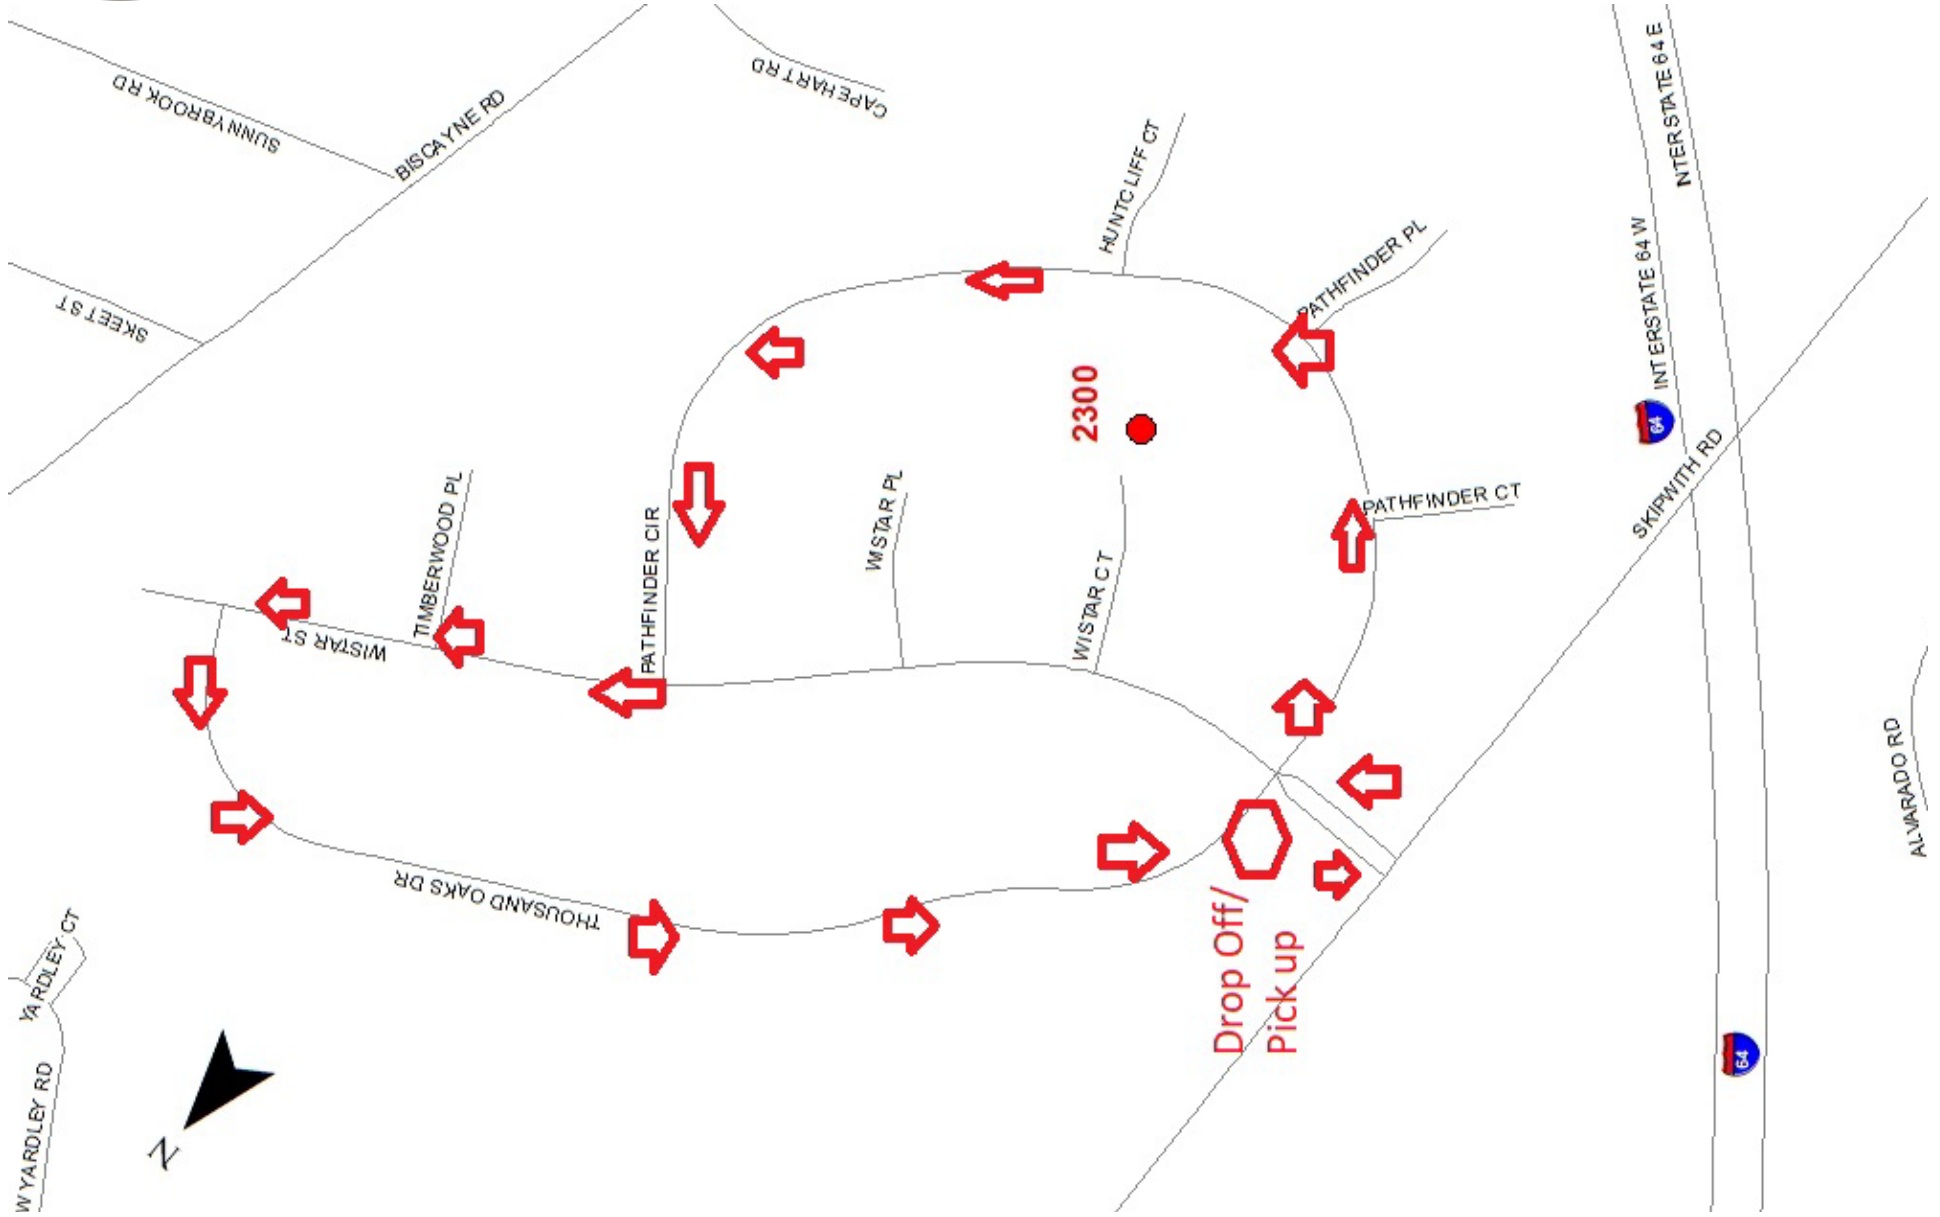 SUNNYBROOK RD
BISCAYNE RD
CAPEHART RD
INTERSTATE 64 W
NTERSTATE 64 E
HUNTCLIFF CT
PATHFINDER PL
SKEET ST
2300
64
SKIPWITH RD
PATHFINDER CT
TIMBERWOOD PL
PATHFINDER CIR
WISTAR PL
WISTAR CT
WISTAR ST
ALVARADO RD
THOUSAND OAKS DR
Drop Off/
Pick up
YARDLEY CT
W YARDLEY RD
64
N